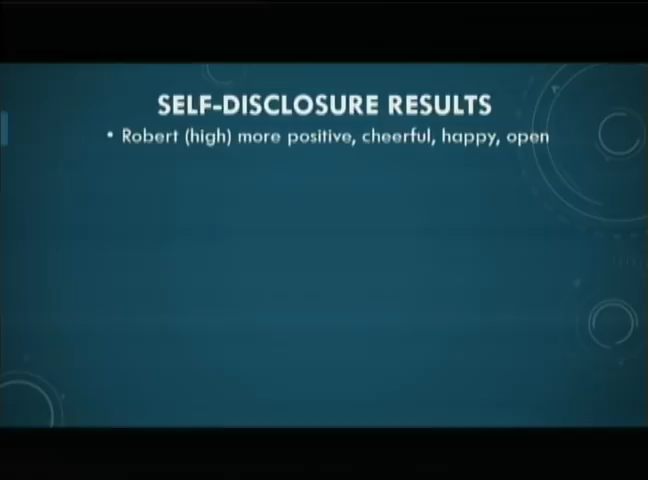 SELF-DISCLOSURE RESULTS
• Robert (high) more positive, cheerful, happy, open